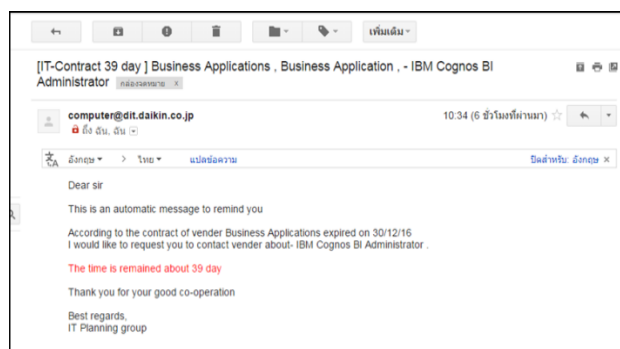 เพิ่มเติม
[IT-Contract 39 day ] Business Applications , Business Application , - IBM Cognos BI
Administrator กล่องจดหมาย x
computer@dit.daikin.co.jp 10:34 (6 ชั่วโมงที่ผ่านมา)
ถึง ฉัน, ฉัน
อังกฤษ > ไทย แปลข้อความ ปิดสำหรับ: อังกฤษ ×
Dear sir
This is an automatic message to remind you
According to the contract of vender Business Applications expired on 30/12/16
I would like to request you to contact vender about- IBM Cognos BI Administrator .
The time is remained about 39 day
Thank you for your good co-operation
Best regards,
IT Planning group